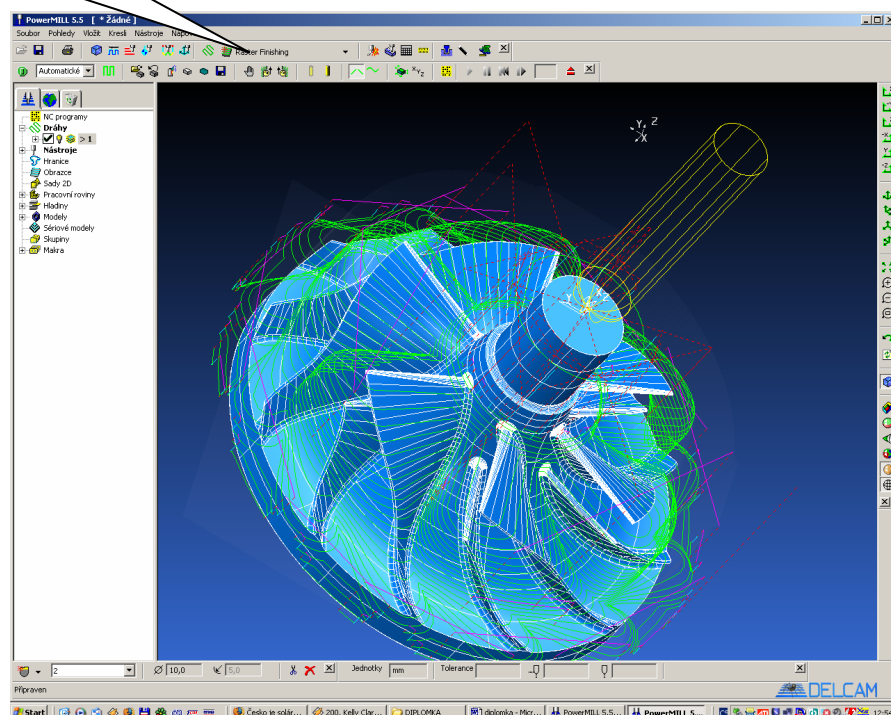 PowerMILL 5.5 [ * Žádné ]
Soubor Pohledy Vložit Kresli Nástroje
Raster Finishing
Automatické
NC programy
Dráhy
> 1
Nástroje
Hranice
Obrazce
Sady 2D
Pracovní roviny
Hladiny
Modely
Sériové modely
Skupiny
Makra
Y Z
X
Y X Z
2
Ø 10,0
5,0
Jednotky mm
Tolerance
Připraven
DELCAM
Start
Česko je solár...
200. Kelly Clar...
DIPLOMKA
diplomka - Micr...
PowerMILL 5.5...
PowerMILL 5...